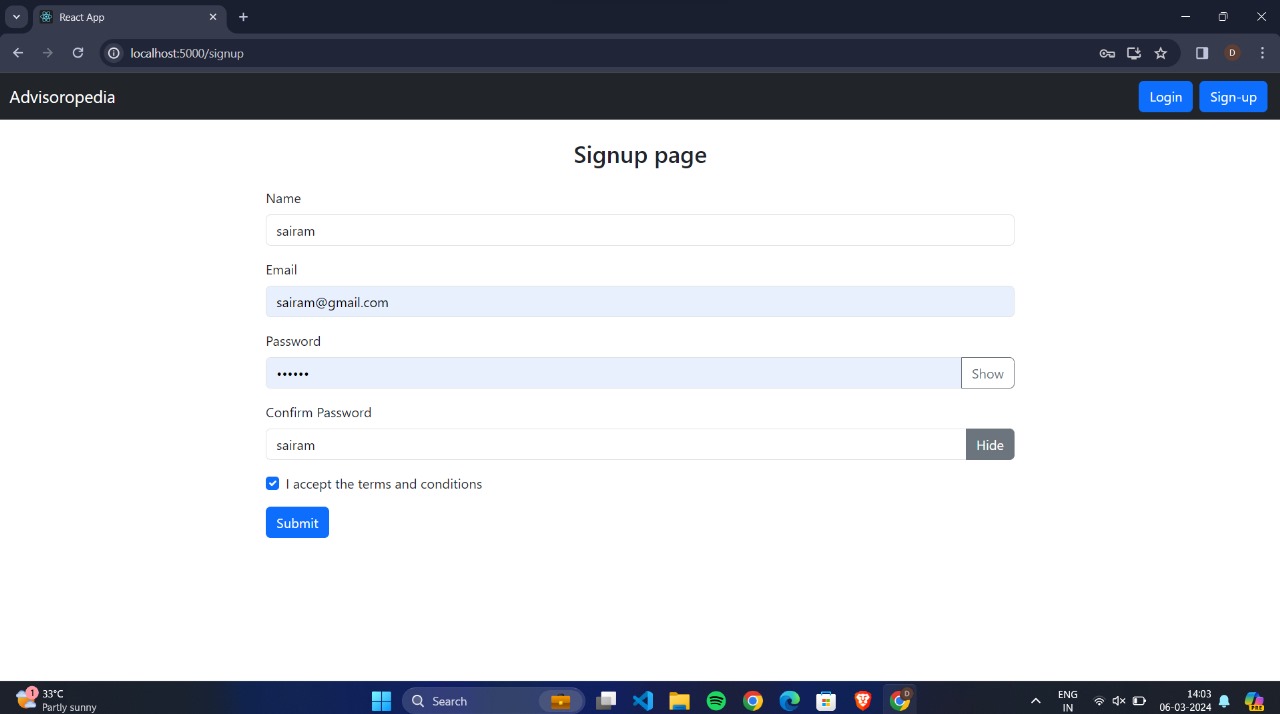 React App
localhost:5000/signup
D
Advisoropedia
Login Sign-up
Signup page
Name
sairam
Email
sairam@gmail.com
Password
•••••• Show
Confirm Password
sairam Hide
I accept the terms and conditions
Submit
1 33°C
Partly sunny
Search
D
ENG
IN
14:03
06-03-2024
PRE